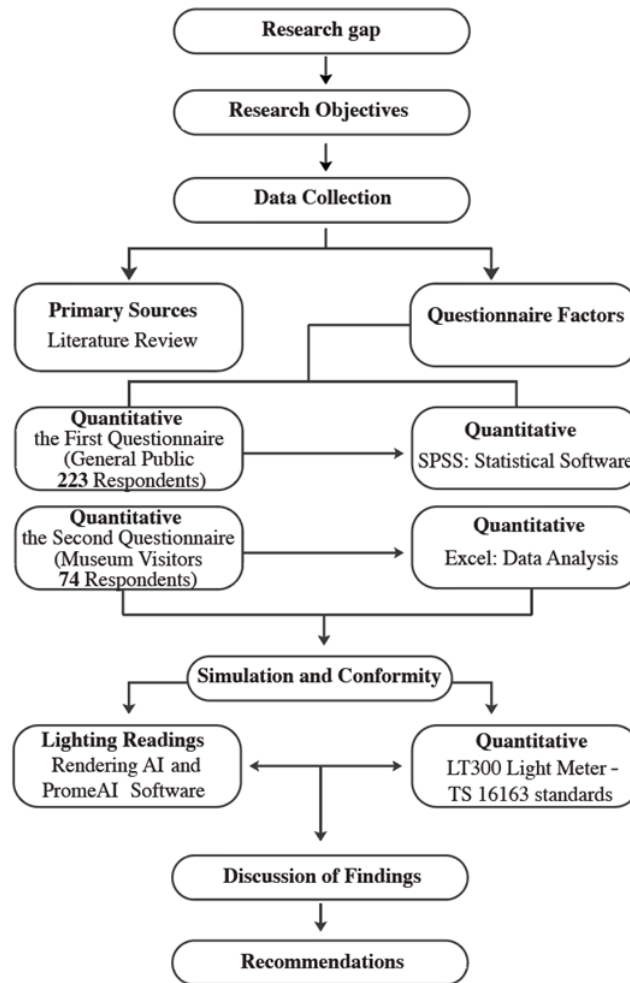 Research gap
Research Objectives
Data Collection
Primary Sources
Literature Review
Questionnaire Factors
Quantitative
the First Questionnaire
(General Public
223 Respondents)
Quantitative
SPSS: Statistical Software
Quantitative
the Second Questionnaire
(Museum Visitors
74 Respondents)
Quantitative
Excel: Data Analysis
Simulation and Conformity
Lighting Readings
Rendering AI and
PromeAI Software
Quantitative
LT300 Light Meter -
TS 16163 standards
Discussion of Findings
Recommendations